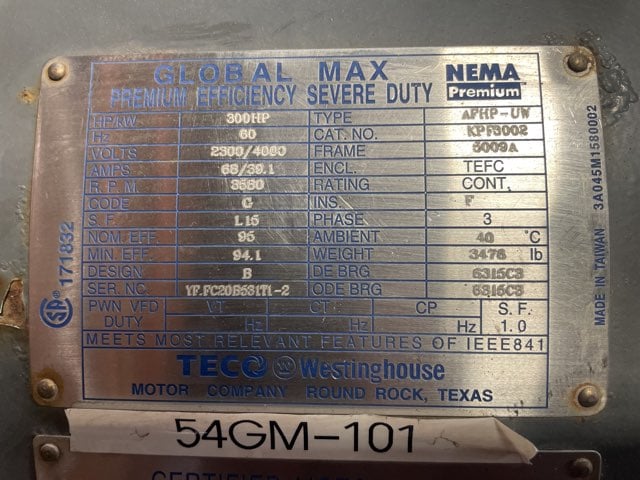 GLOBAL MAX
PREMIUM EFFICIENCY SEVERE DUTY
NEMA
Premium
HP/kW 300HP TYPE AFHP-UW
Hz 60 CAT. NO. KPF3002
VOLTS 2300/4000 FRAME 5009A
AMPS 68/39.1 ENCL. TEFC
R.P.M. 3560 RATING CONT.
CODE G INS. F
S.F. 1.15 PHASE 3
NOM. EFF. 95 AMBIENT 40 °C
MIN. EFF. 94.1 WEIGHT 3476 lb
DESIGN B DE BRG 6315C3
SER. NO. ODE BRG 6315C3
PWN VFD DUTY VT Hz CT Hz CP Hz S.F. 1.0
MEETS MOST RELEVANT FEATURES OF IEEE841
TECO W Westinghouse
MOTOR COMPANY ROUND ROCK, TEXAS
171832
MADE IN TAIWAN 3A045M1580002
54GM-101